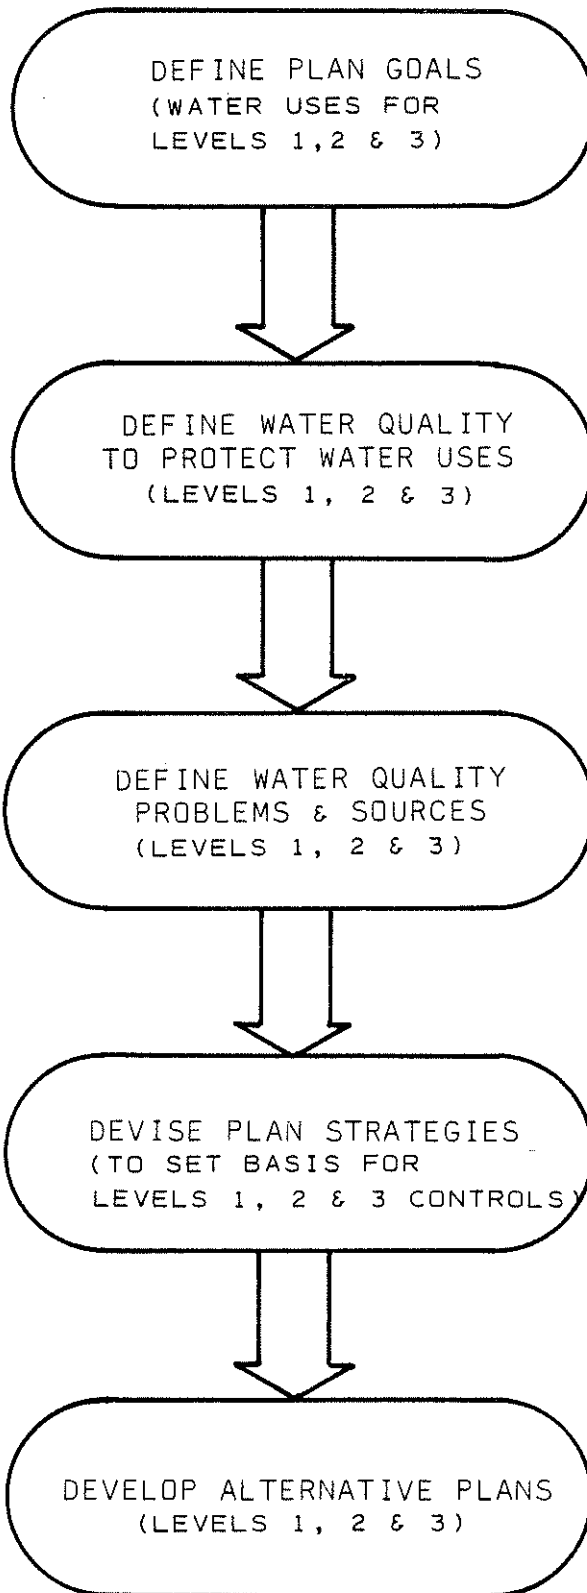 DEFINE PLAN GOALS
(WATER USES FOR
LEVELS 1,2 & 3)
DEFINE WATER QUALITY
TO PROTECT WATER USES
(LEVELS 1, 2 & 3)
DEFINE WATER QUALITY
PROBLEMS & SOURCES
(LEVELS 1, 2 & 3)
DEVISE PLAN STRATEGIES
(TO SET BASIS FOR
LEVELS 1, 2 & 3 CONTROLS)
DEVELOP ALTERNATIVE PLANS
(LEVELS 1, 2 & 3)